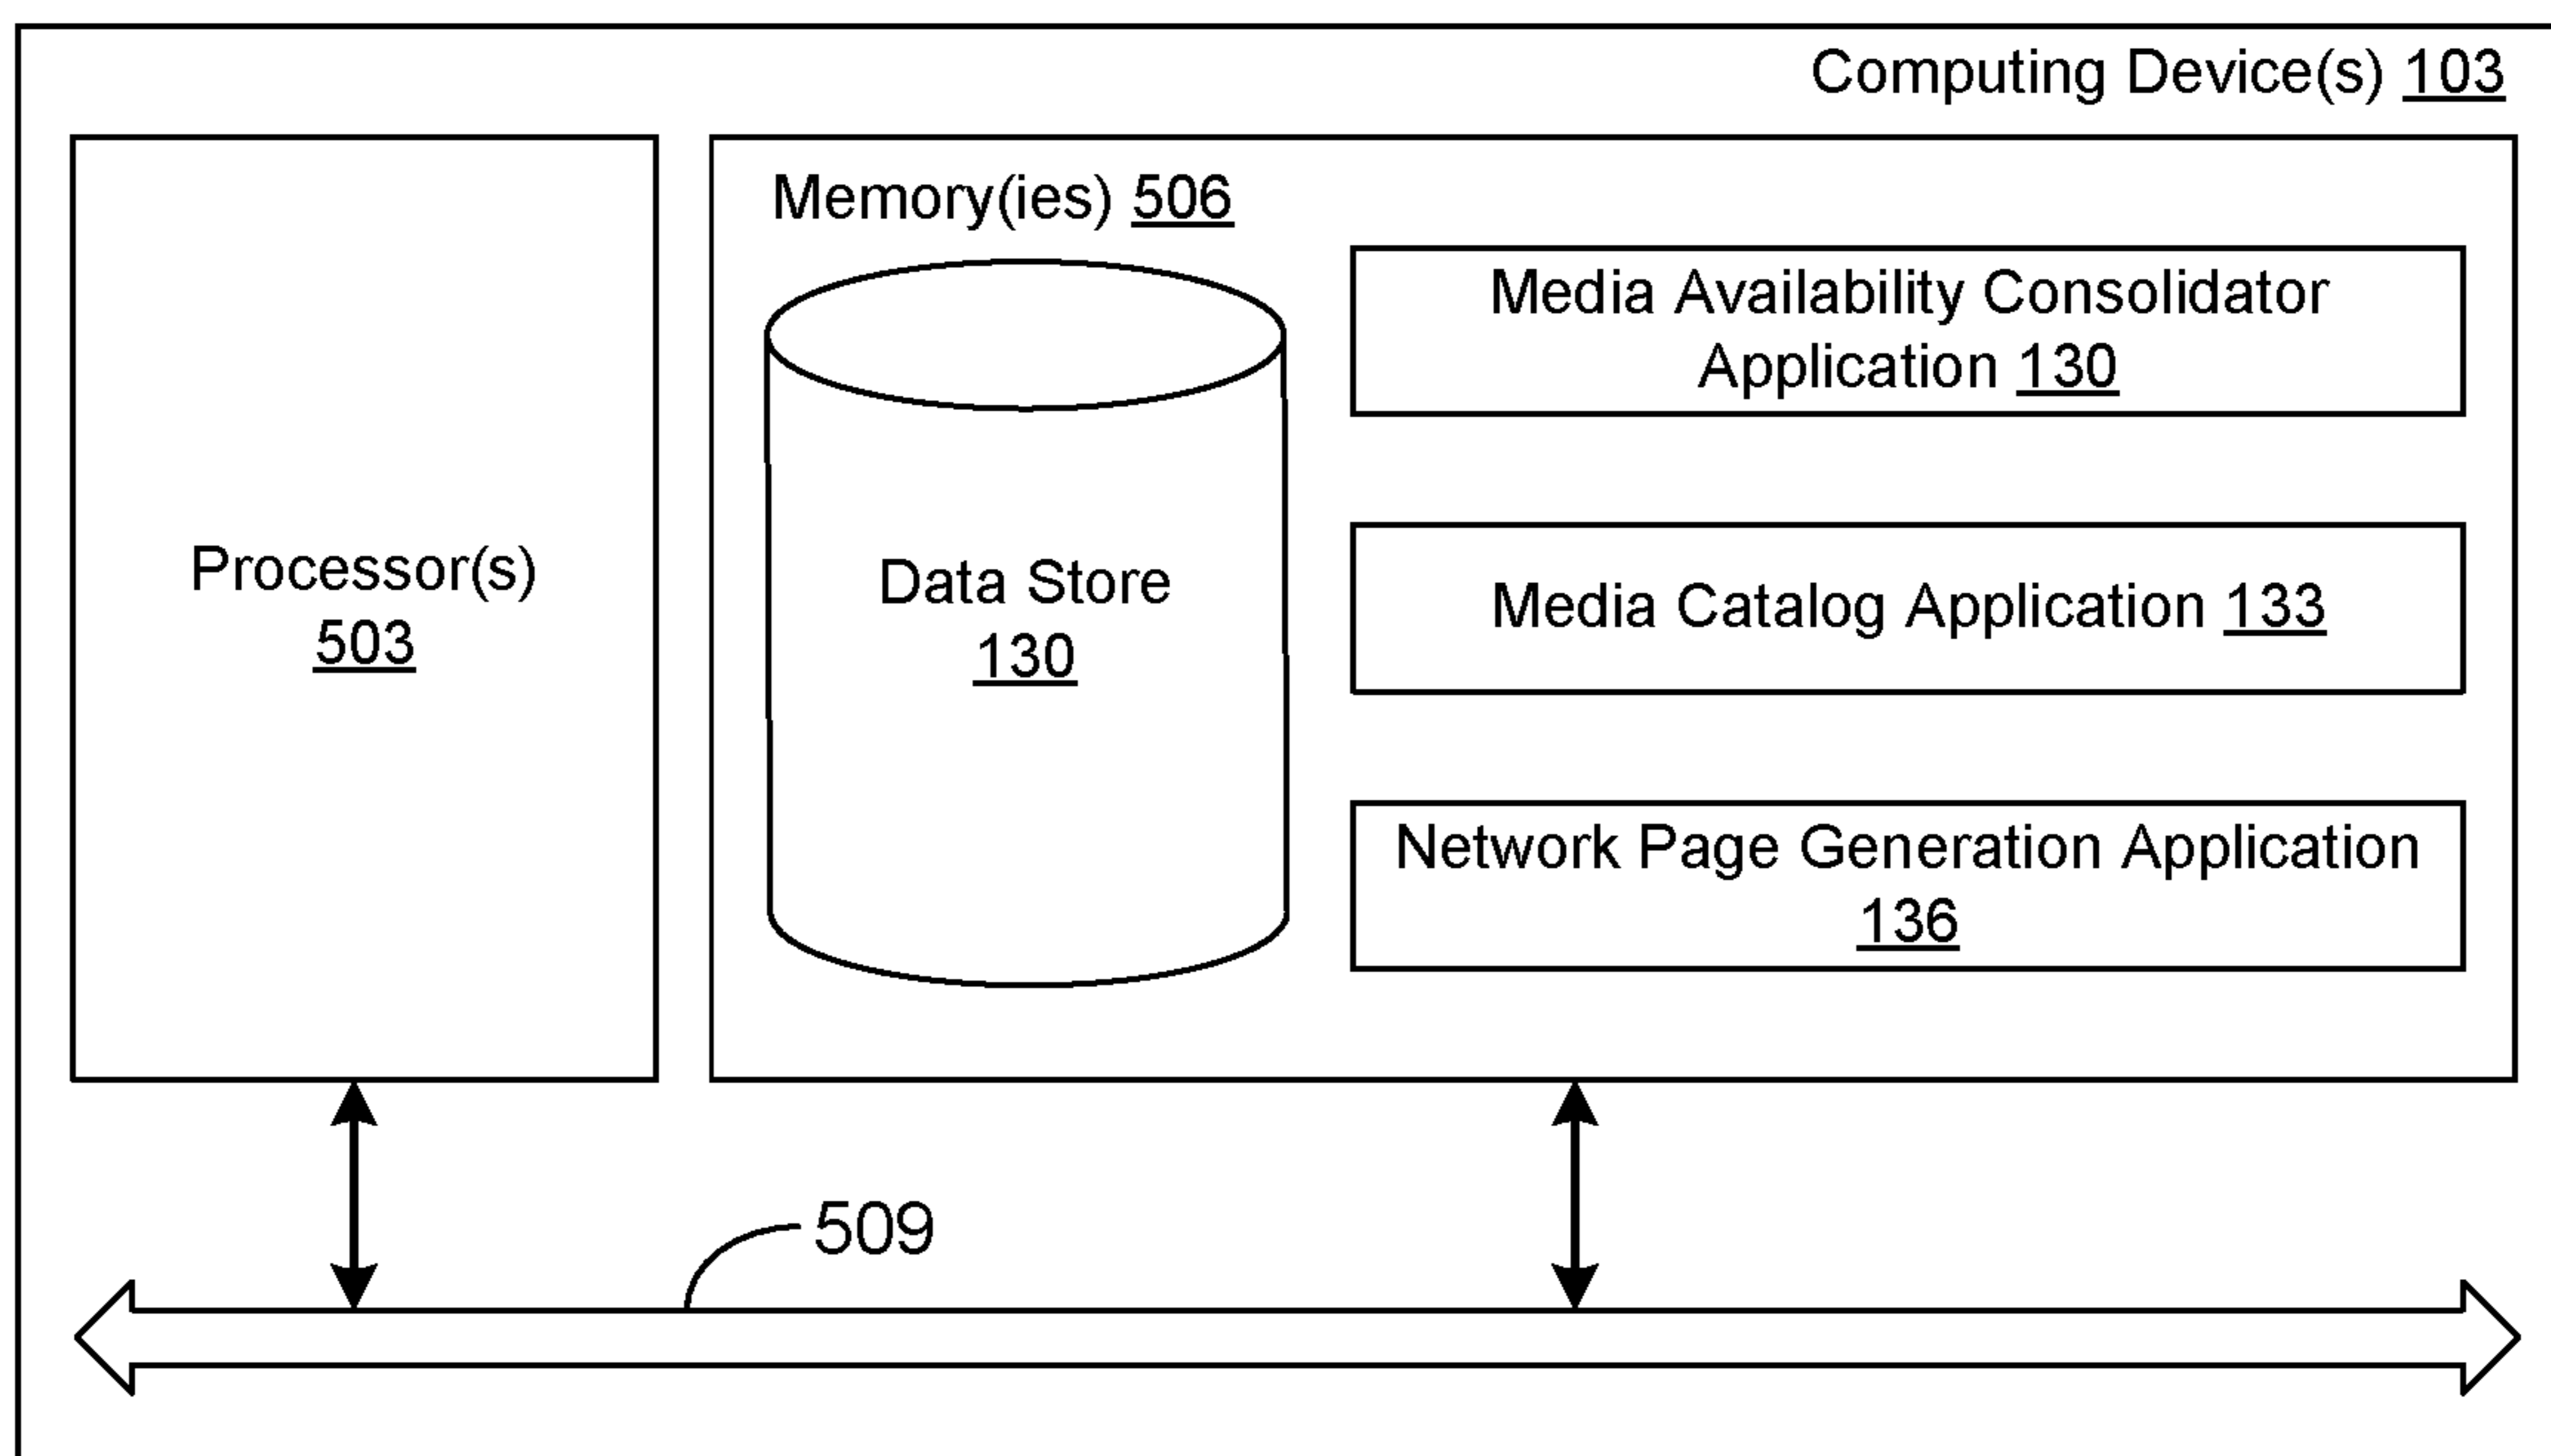 Computing Device(s) 103
Processor(s)
503
Memory(ies) 506
Data Store
130
Media Availability Consolidator
Application 130
Media Catalog Application 133
Network Page Generation Application
136
509